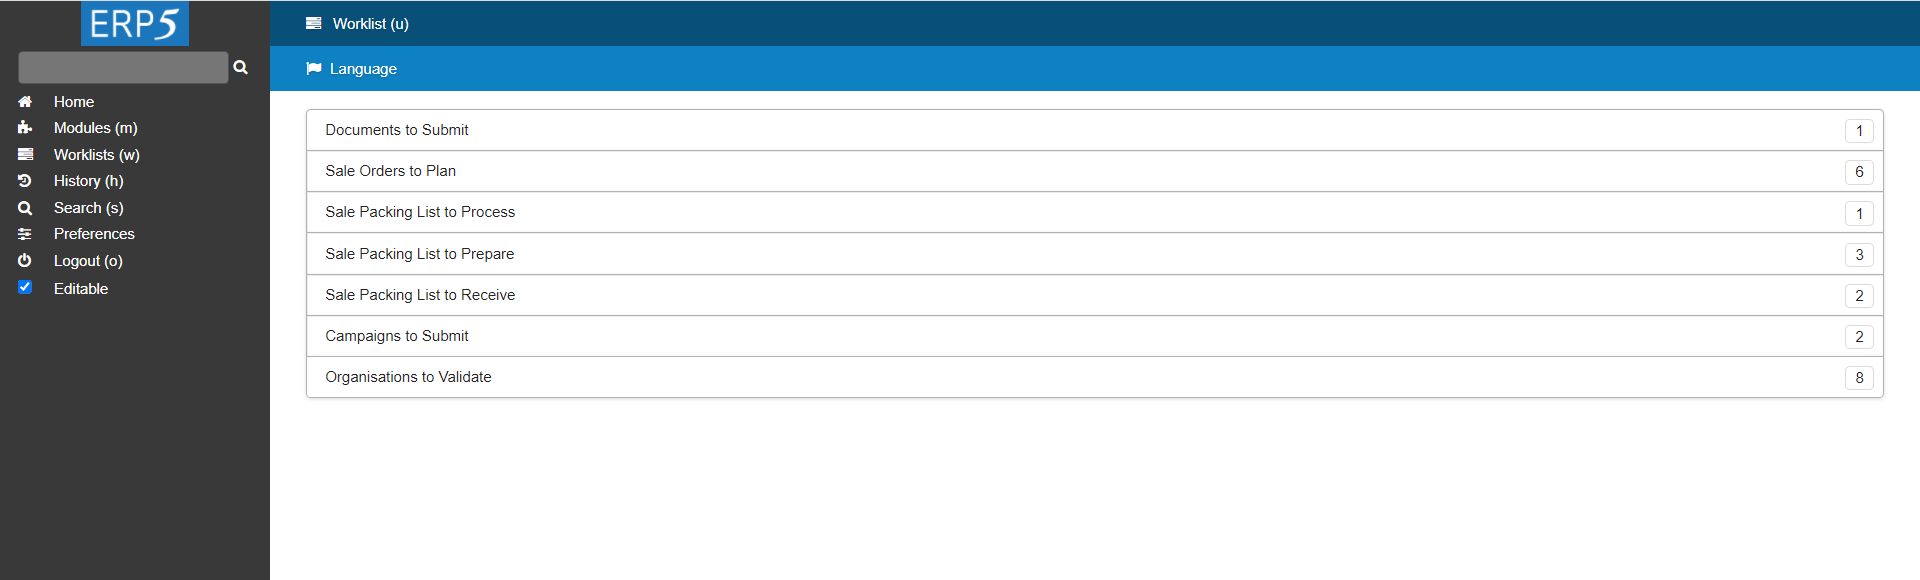 ERP5
Home
Modules (m)
Worklists (w)
History (h)
Search (s)
Preferences
Logout (o)
Editable
Worklist (u)
Language
Documents to Submit 1
Sale Orders to Plan 6
Sale Packing List to Process 1
Sale Packing List to Prepare 3
Sale Packing List to Receive 2
Campaigns to Submit 2
Organisations to Validate 8